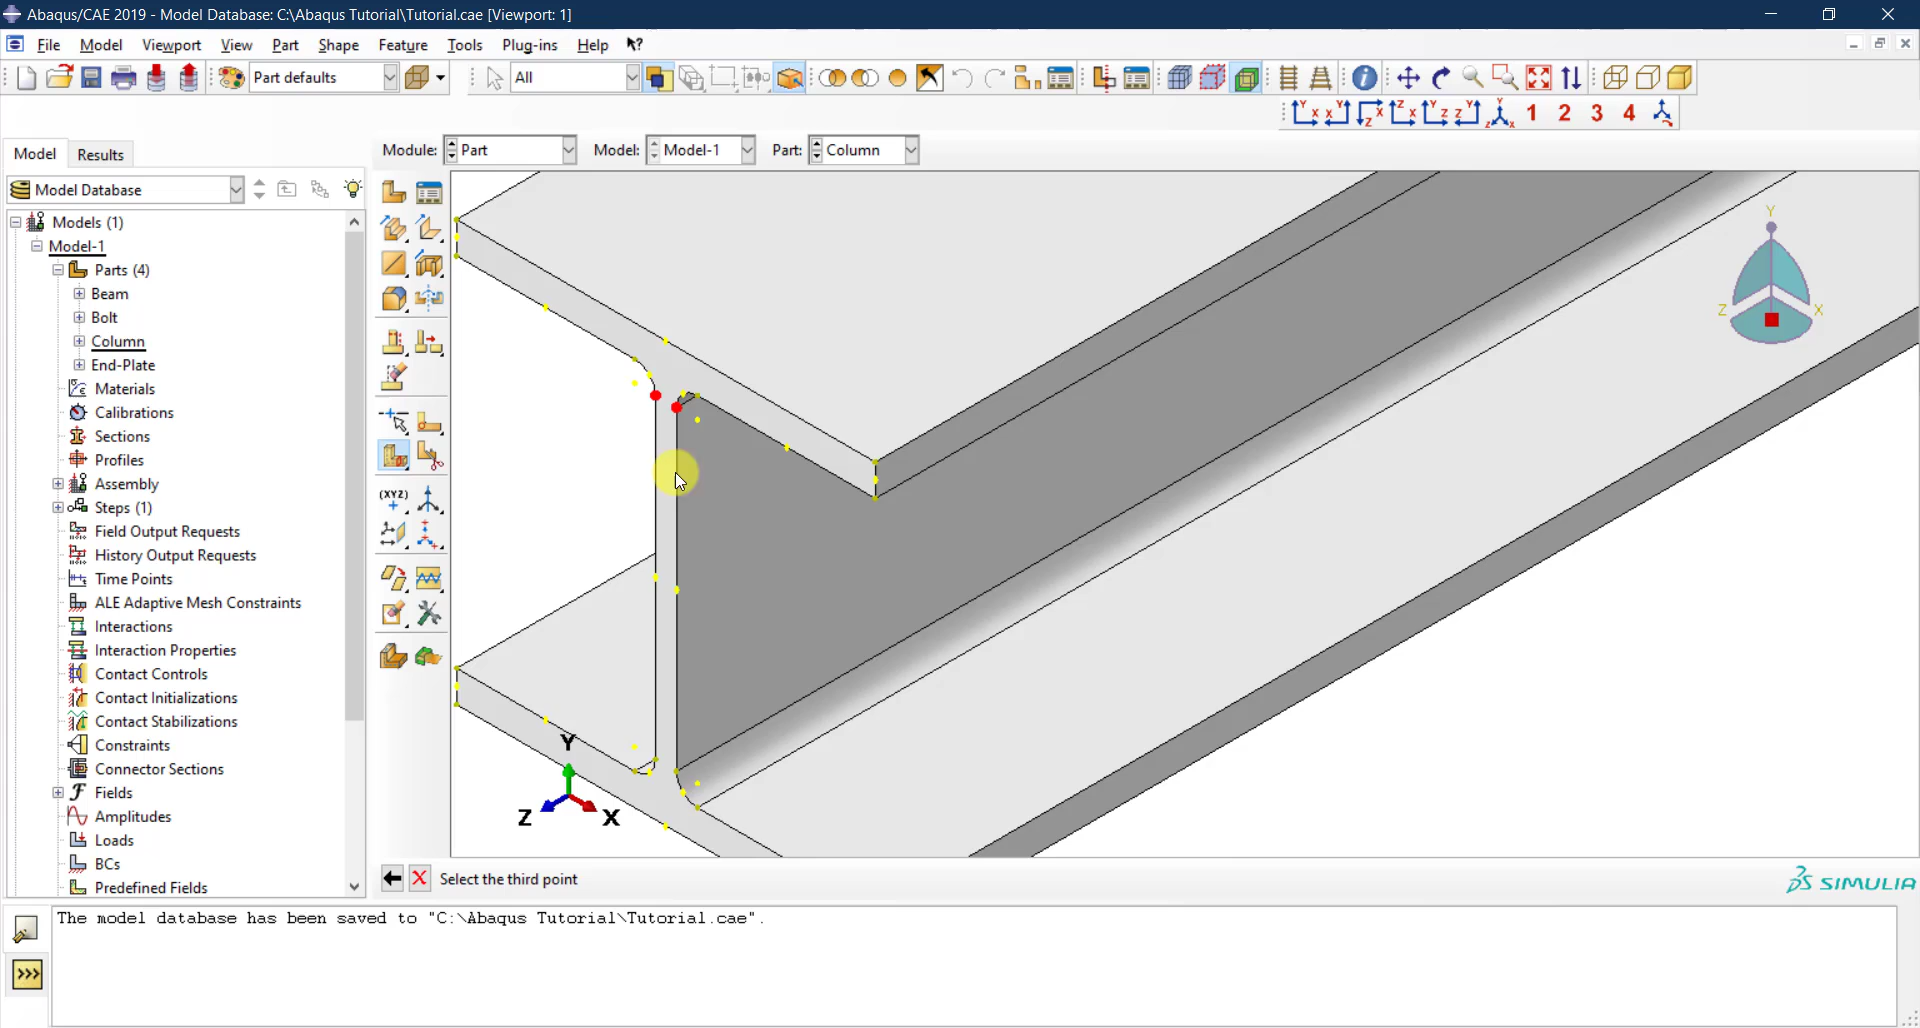 Abaqus/CAE 2019 - Model Database: C:\Abaqus Tutorial\Tutorial.cae [Viewport: 1]
File Model Viewport View Part Shape Feature Tools Plug-ins Help
Part defaults All
1 2 3 4
Model Results
Module: Part Model: Model-1 Part: Column
Model Database
Models (1)
Model-1
Parts (4)
Beam
Bolt
Column
End-Plate
Materials
Calibrations
Sections
Profiles
Assembly
Steps (1)
Field Output Requests
History Output Requests
Time Points
ALE Adaptive Mesh Constraints
Interactions
Interaction Properties
Contact Controls
Contact Initializations
Contact Stabilizations
Constraints
Connector Sections
Fields
Amplitudes
Loads
BCs
Predefined Fields
(XYZ)
Y
Z X
Y
Z X
Select the third point
SIMULIA
The model database has been saved to "C:\Abaqus Tutorial\Tutorial.cae".
>>>